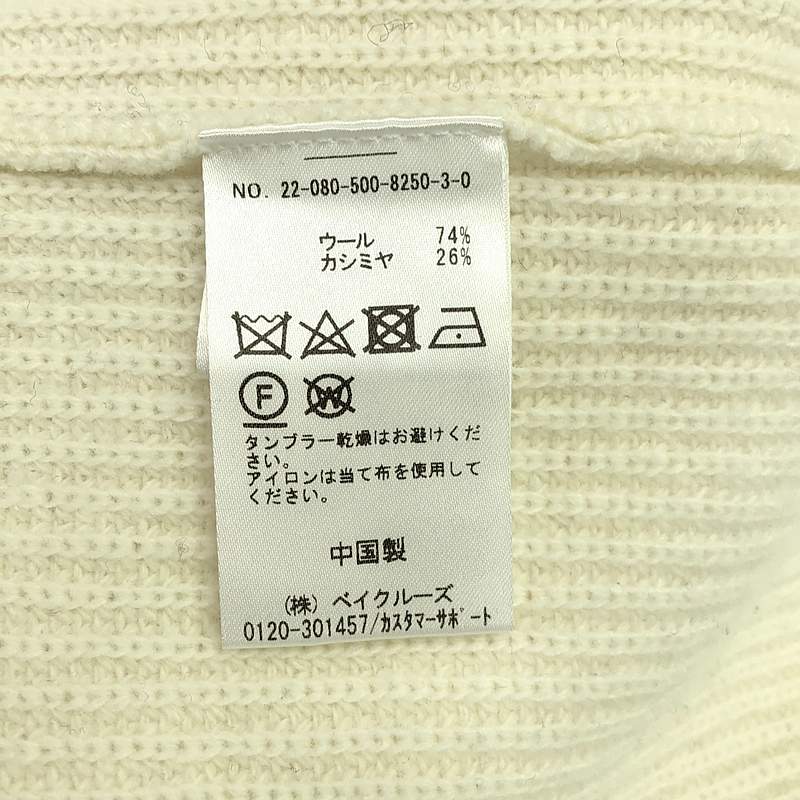 NO. 22-080-500-8250-3-0
ウール 74%
カシミヤ 26%
F W
タンブラー乾燥はお避けくだ
さい。
アイロンは当て布を使用して
ください。
中国製
(株) ベイクルーズ
0120-301457/カスタマーサポート